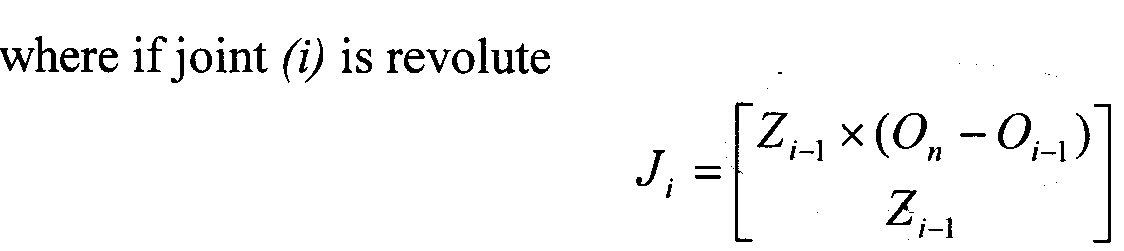 where if joint (i) is revolute
J_i = [ Z_{i-1} × (O_n − O_{i-1})
Z_{i-1} ]